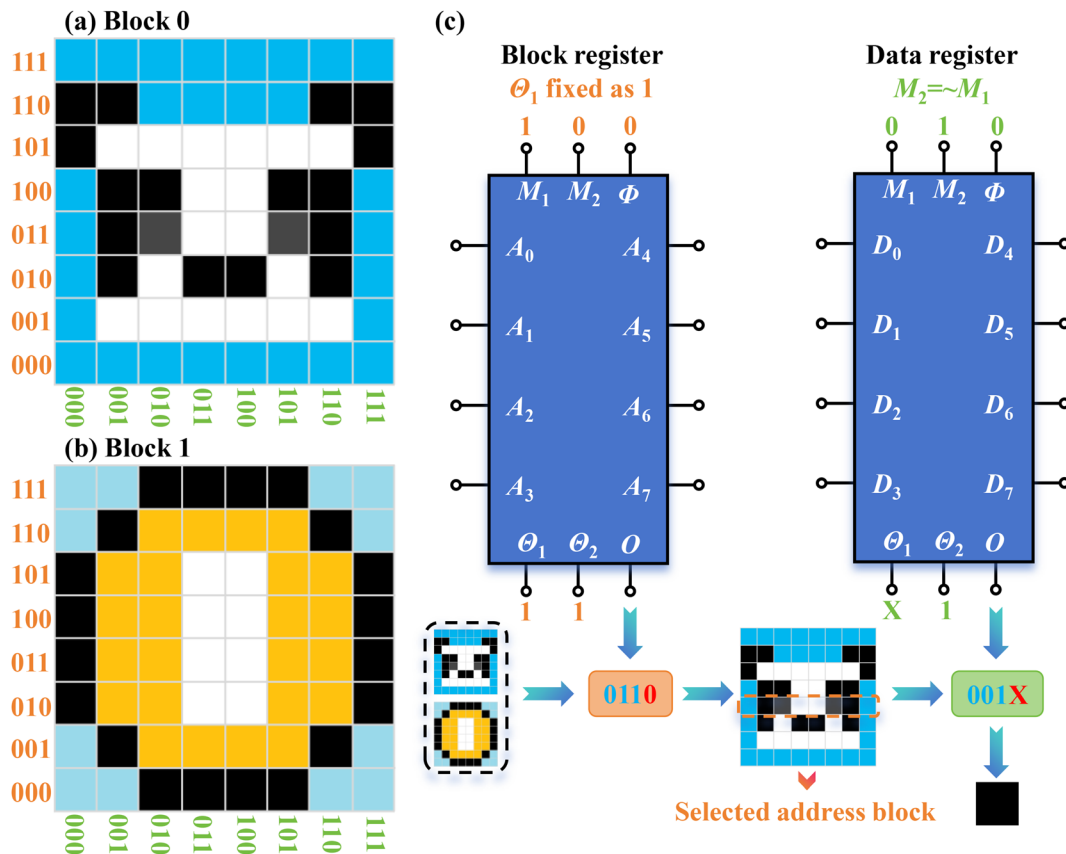 (a) Block 0
111
110
101
100
011
010
001
000
000 001 010 011 100 101 110 111
(b) Block 1
111
110
101
100
011
010
001
000
000 001 010 011 100 101 110 111
(c)
Block register
Θ1 fixed as 1
1 0 0
M1 M2 Φ
A0 A4
A1 A5
A2 A6
A3 A7
Θ1 Θ2 O
1 1
Data register
M2=~M1
0 1 0
M1 M2 Φ
D0 D4
D1 D5
D2 D6
D3 D7
Θ1 Θ2 O
X 1
0110
001X
Selected address block